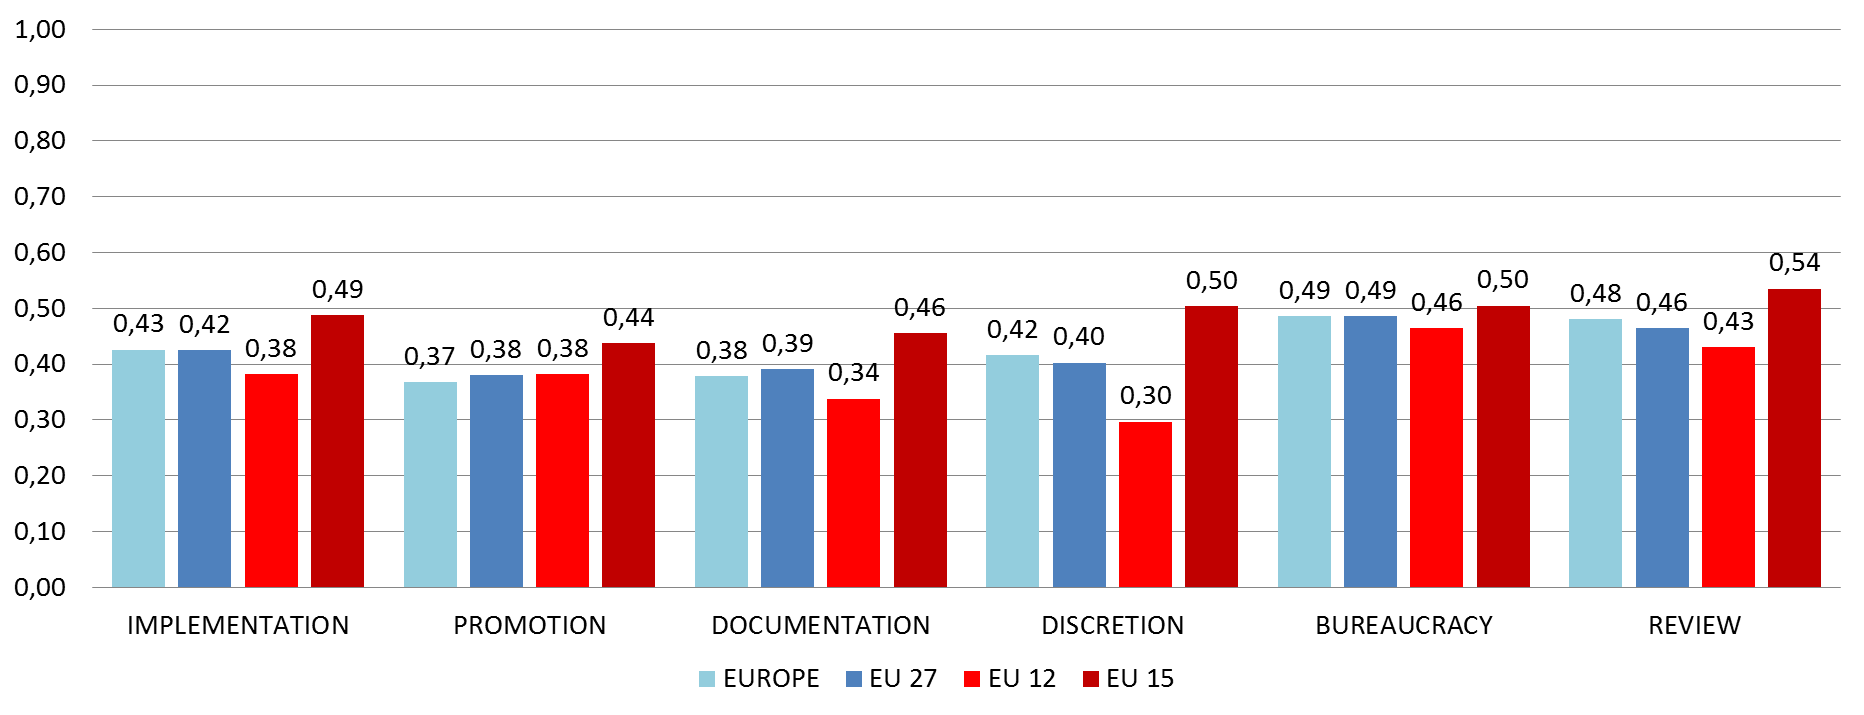 1,00
0,90
0,80
0,70
0,60
0,50
0,40
0,30
0,20
0,10
0,00
0,43 0,42 0,38 0,49
0,37 0,38 0,38 0,44
0,38 0,39 0,34 0,46
0,42 0,40 0,30 0,50
0,49 0,49 0,46 0,50
0,48 0,46 0,43 0,54
IMPLEMENTATION PROMOTION DOCUMENTATION DISCRETION BUREAUCRACY REVIEW
EUROPE EU 27 EU 12 EU 15